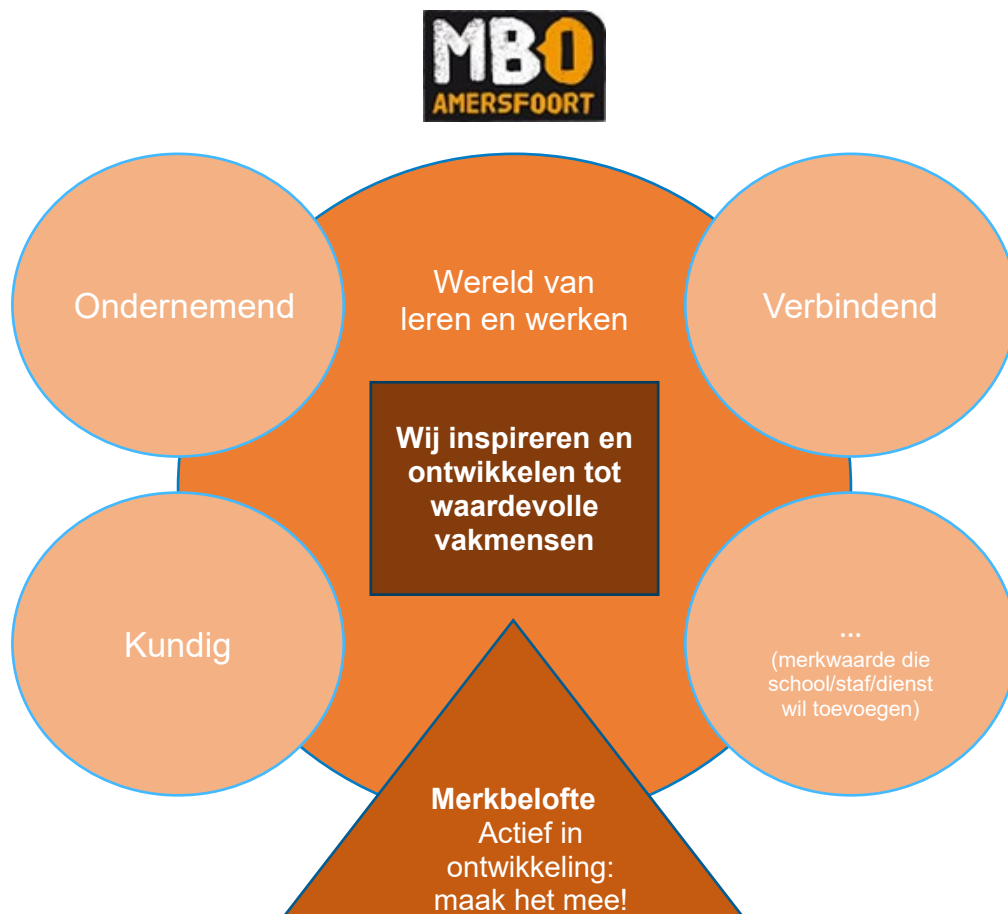 MBO
AMERSFOORT
Ondernemend
Wereld van
leren en werken
Verbindend
Wij inspireren en
ontwikkelen tot
waardevolle
vakmensen
Kundig
...
(merkwaarde die
school/staf/dienst
wil toevoegen)
Merkbelofte
Actief in
ontwikkeling:
maak het mee!